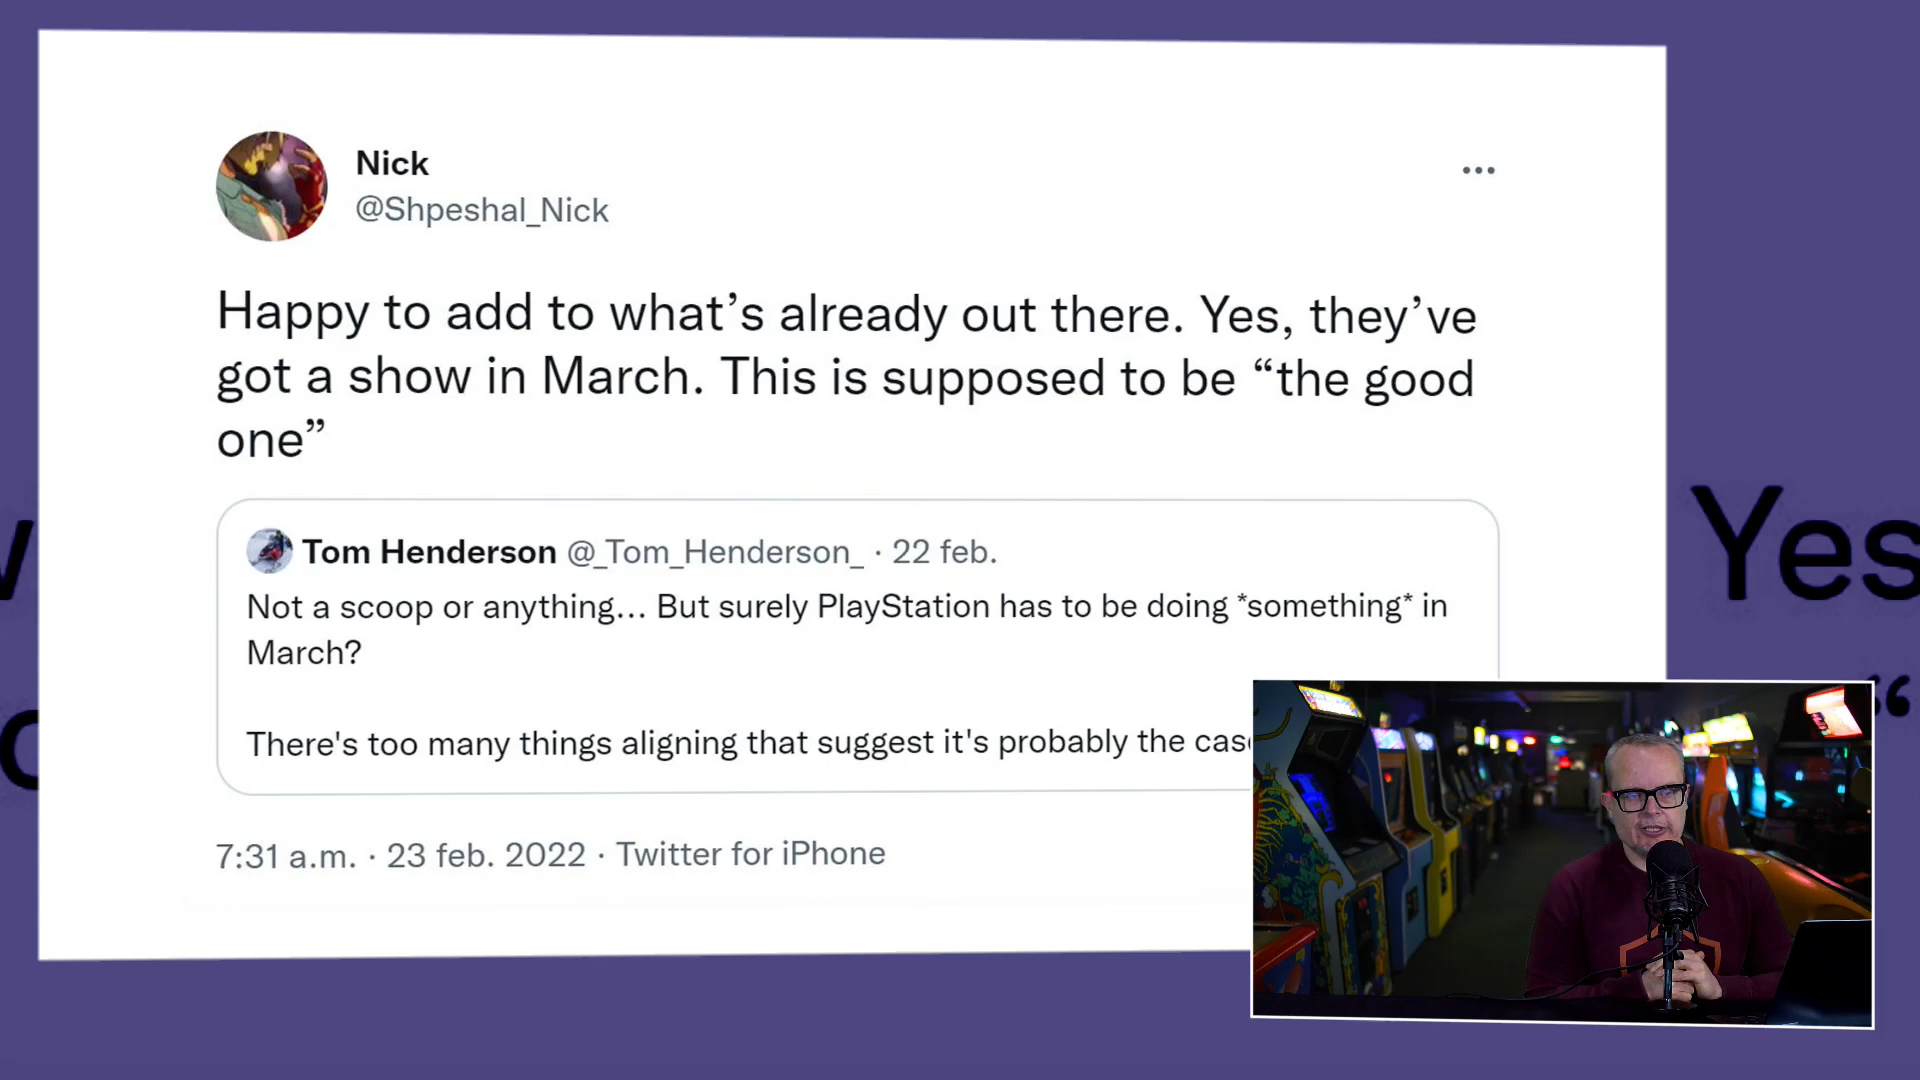 Nick
@Shpeshal_Nick
Happy to add to what’s already out there. Yes, they’ve
got a show in March. This is supposed to be “the good
one”
Tom Henderson @_Tom_Henderson_ · 22 feb.
Not a scoop or anything... But surely PlayStation has to be doing *something* in
March?
There's too many things aligning that suggest it's probably the case
7:31 a.m. · 23 feb. 2022 · Twitter for iPhone
Yes
“